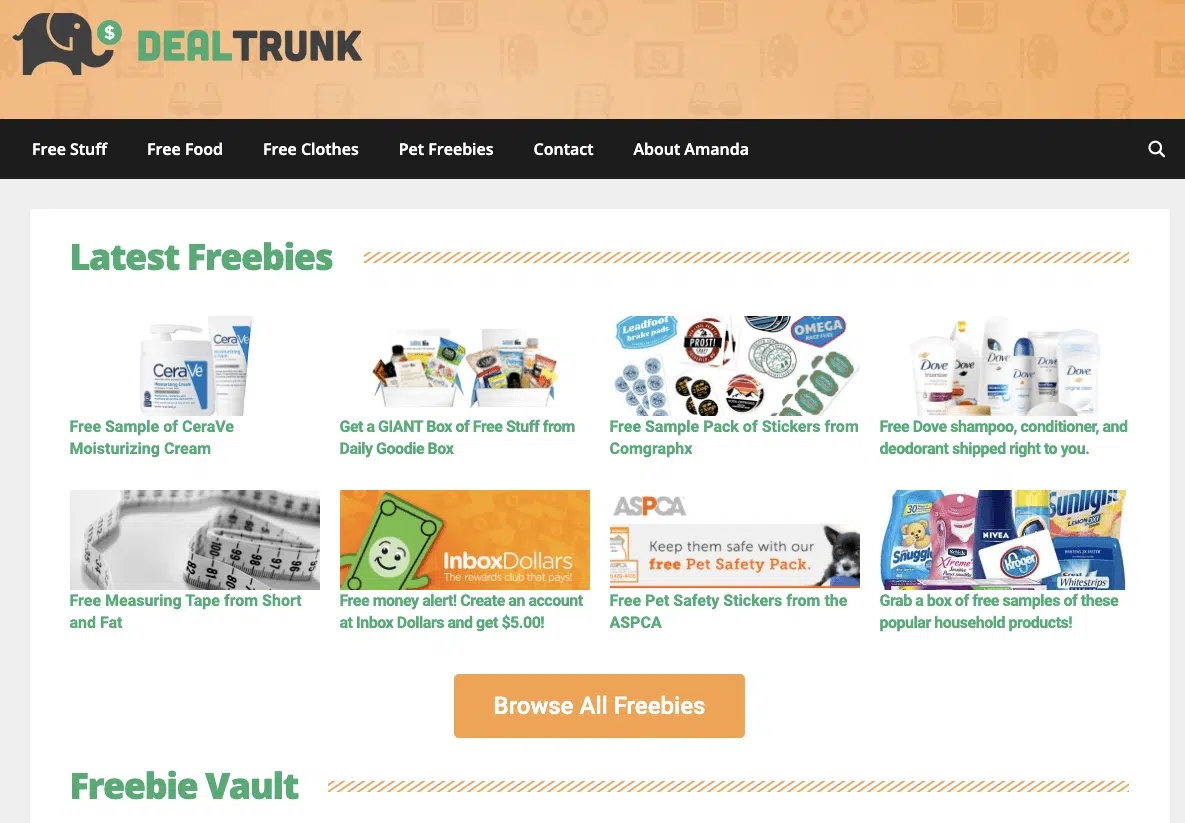 $
DEALTRUNK
Free Stuff Free Food Free Clothes Pet Freebies Contact About Amanda
Latest Freebies
CeraVe
CeraVe
Leadfoot
brake pads
PROST!
OMEGA
Dove
Dove
Dove
Dove
Dove
Dove
Free Sample of CeraVe
Moisturizing Cream
Get a GIANT Box of Free Stuff from
Daily Goodie Box
Free Sample Pack of Stickers from
Comgraphx
Free Dove shampoo, conditioner, and
deodorant shipped right to you.
InboxDollars
The rewards club that pays!
ASPCA
Keep them safe with our
free Pet Safety Pack.
30
Snuggle
Schick
Xtreme
NIVEA
Kroger
Sunlight
Crest
Whitestrips
Free Measuring Tape from Short
and Fat
Free money alert! Create an account
at Inbox Dollars and get $5.00!
Free Pet Safety Stickers from the
ASPCA
Grab a box of free samples of these
popular household products!
Browse All Freebies
Freebie Vault